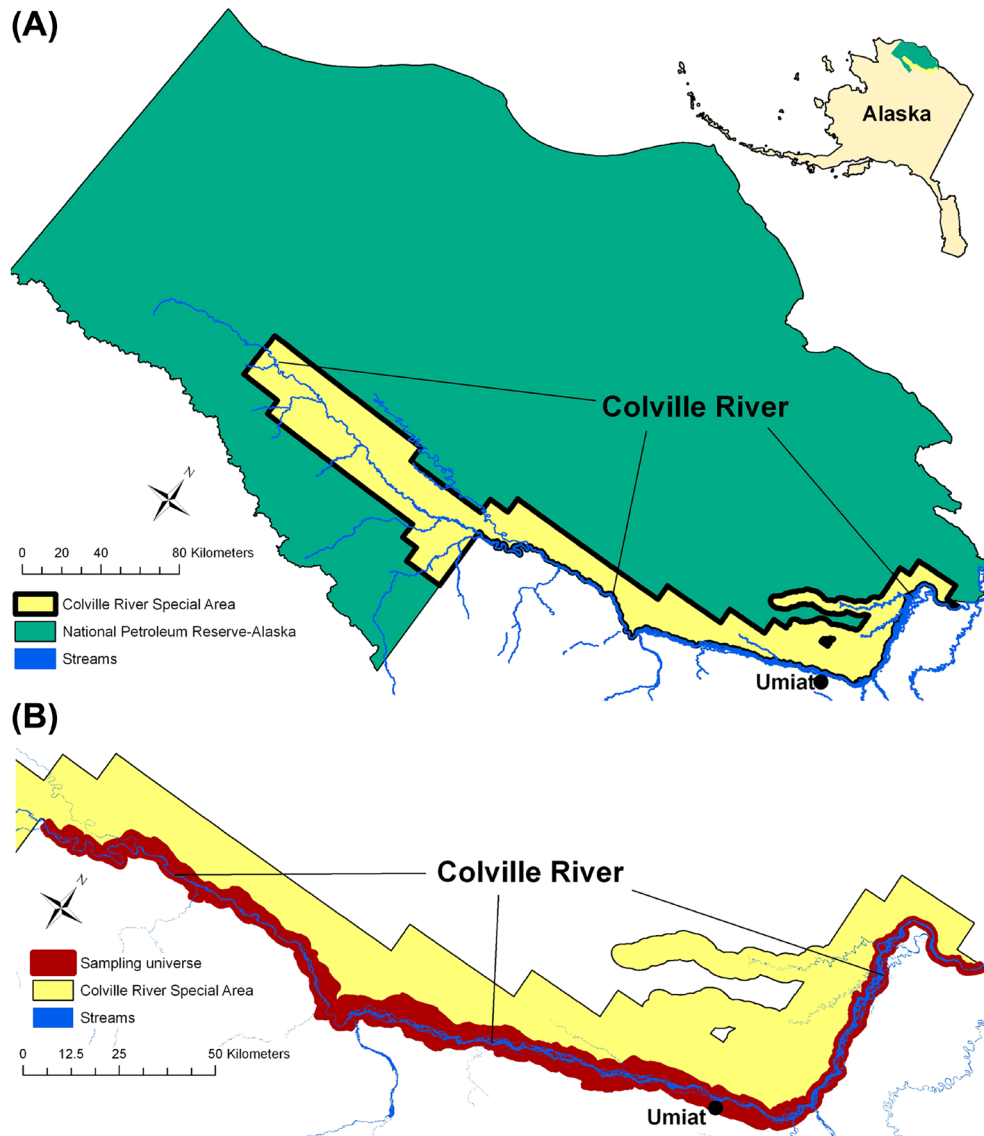 (A)
Alaska
Colville River
N
0 20 40 80 Kilometers
Colville River Special Area
National Petroleum Reserve-Alaska
Streams
Umiat
(B)
Colville River
N
Sampling universe
Colville River Special Area
Streams
0 12.5 25 50 Kilometers
Umiat